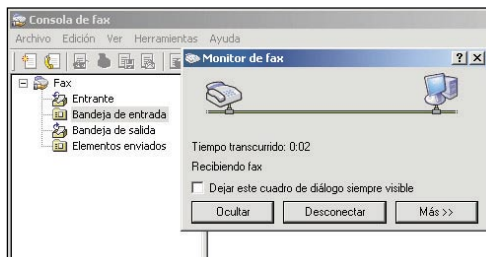 Consola de fax
Archivo Edición Ver Herramientas Ayuda
Monitor de fax
Fax
Entrante
Bandeja de entrada
Bandeja de salida
Elementos enviados
Tiempo transcurrido: 0:02
Recibiendo fax
Dejar este cuadro de diálogo siempre visible
Ocultar Desconectar Más >>